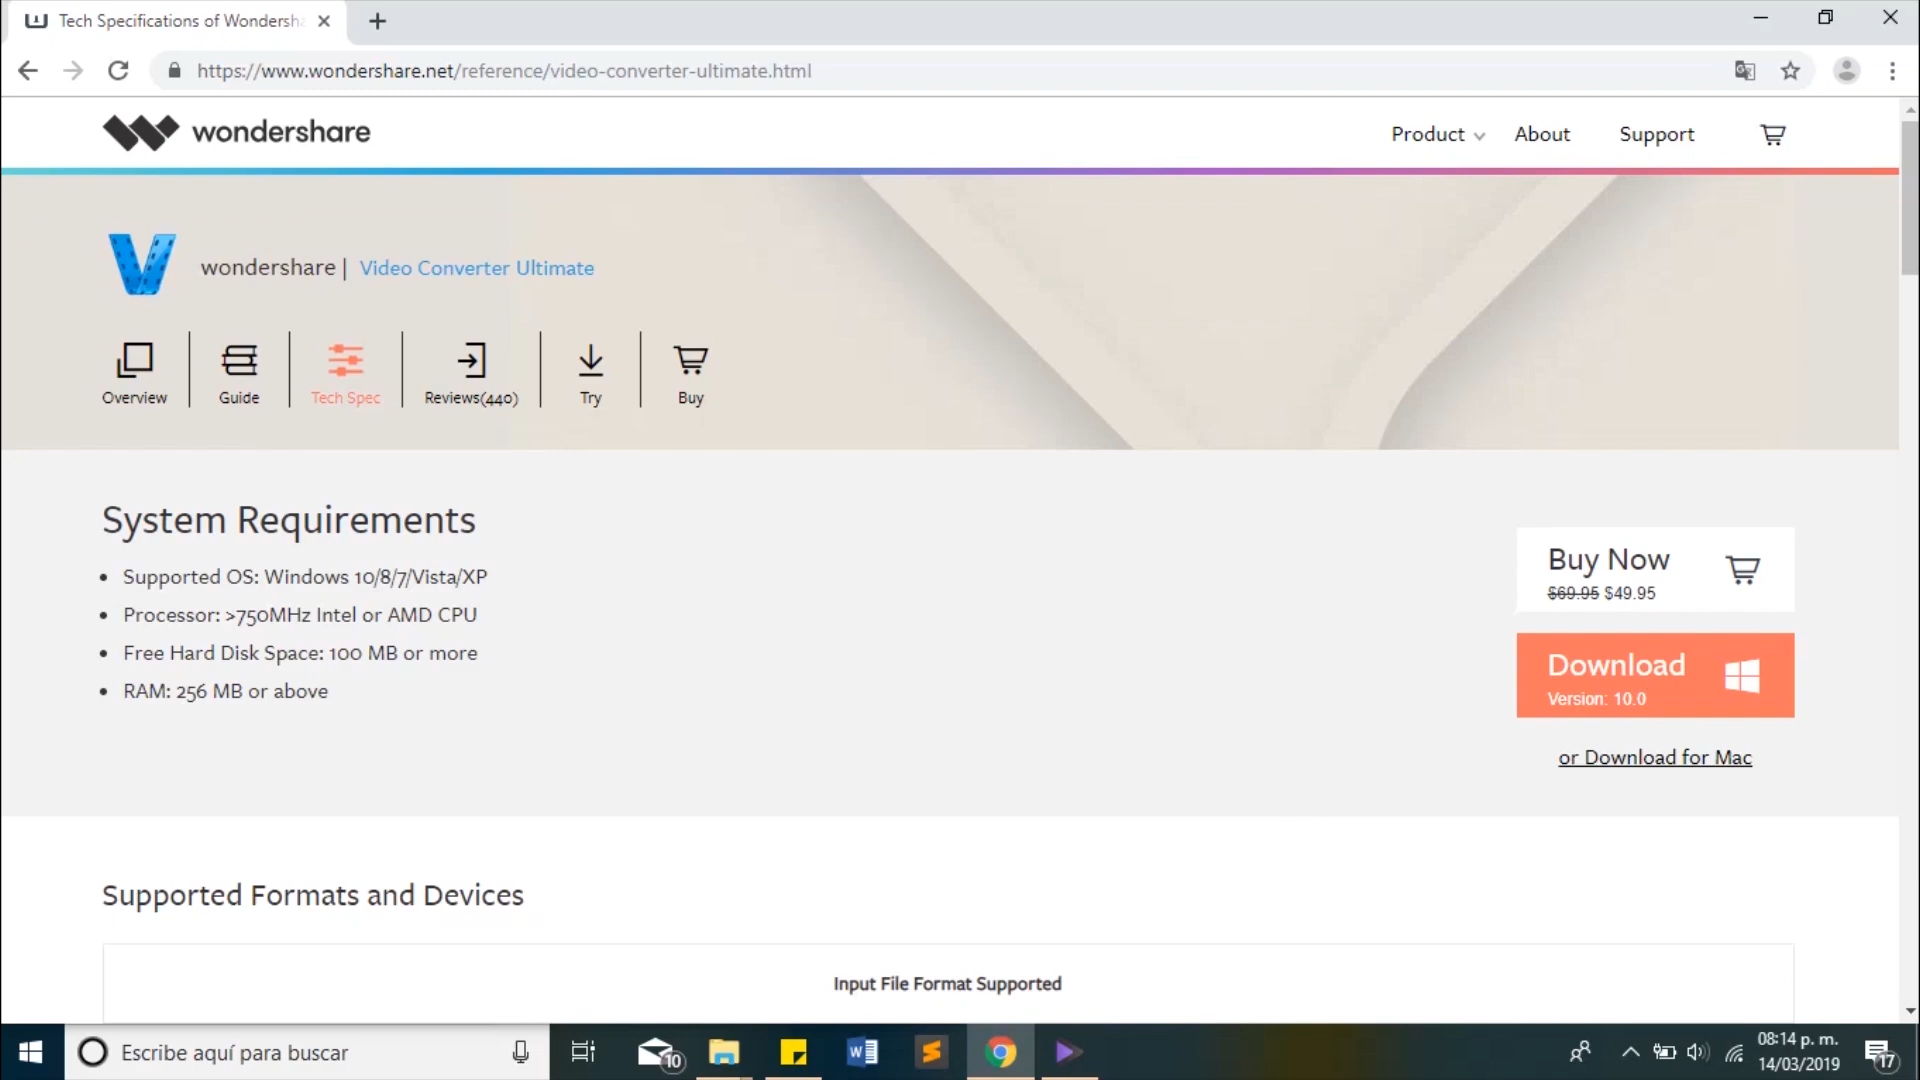 Tech Specifications of Wondersha
https://www.wondershare.net/reference/video-converter-ultimate.html
wondershare
Product About Support
wondershare | Video Converter Ultimate
Overview Guide Tech Spec Reviews(440) Try Buy
System Requirements
• Supported OS: Windows 10/8/7/Vista/XP
• Processor: >750MHz Intel or AMD CPU
• Free Hard Disk Space: 100 MB or more
• RAM: 256 MB or above
Buy Now
$69.95 $49.95
Download
Version: 10.0
or Download for Mac
Supported Formats and Devices
Input File Format Supported
Escribe aquí para buscar
10
08:14 p. m.
14/03/2019
17